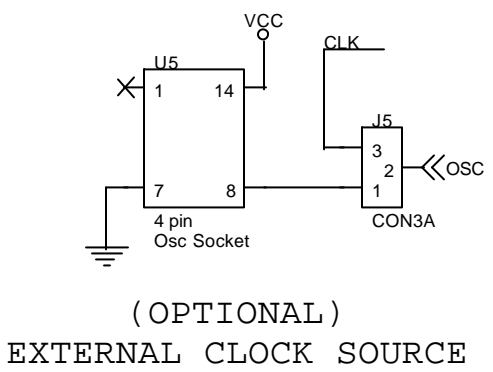 VCC
CLK
U5
1 14
J5
3
2
OSC
7 8
1
4 pin
Osc Socket
CON3A
(OPTIONAL)
EXTERNAL CLOCK SOURCE